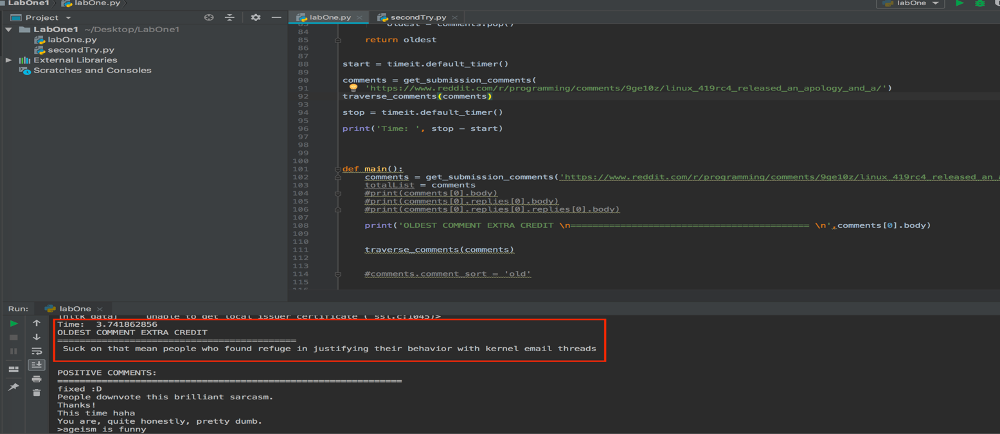 LabOne1 labOne.py
labOne
Project
labOne.py
secondTry.py
LabOne1 ~/Desktop/LabOne1
labOne.py
secondTry.py
External Libraries
Scratches and Consoles
83 oldest = comments.pop()
84
85 return oldest
86
87
88 start = timeit.default_timer()
89
90 comments = get_submission_comments(
91 'https://www.reddit.com/r/programming/comments/9ge10z/linux_419rc4_released_an_apology_and_a/')
92 traverse_comments(comments)
93
94 stop = timeit.default_timer()
95
96 print('Time: ', stop - start)
97
98
99
100
101 def main():
102 comments = get_submission_comments('https://www.reddit.com/r/programming/comments/9ge10z/linux_419rc4_released_an_a
103 totalList = comments
104 #print(comments[0].body)
105 #print(comments[0].replies[0].body)
106 #print(comments[0].replies[0].replies[0].body)
107
108 print('OLDEST COMMENT EXTRA CREDIT \n=========================================== \n',comments[0].body)
109
110
111 traverse_comments(comments)
112
113
114 #comments.comment_sort = 'old'
115
116
Run: labOne
[nltk_data] unable to get local issuer certificate (_ssl.c:1045)>
Time: 3.741862856
OLDEST COMMENT EXTRA CREDIT
===========================================
Suck on that mean people who found refuge in justifying their behavior with kernel email threads
POSITIVE COMMENTS:
==============================================================
fixed :D
People downvote this brilliant sarcasm.
Thanks!
This time haha
You are, quite honestly, pretty dumb.
>ageism is funny